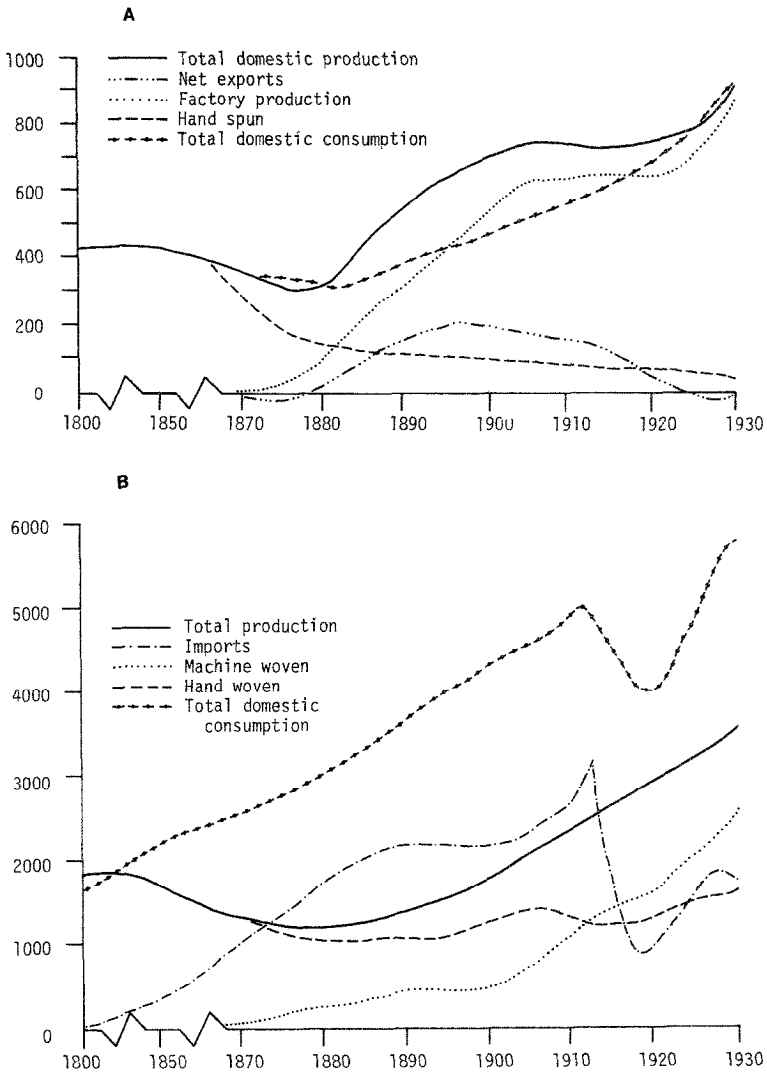 A
1000
800
600
400
200
0
Total domestic production
Net exports
Factory production
Hand spun
Total domestic consumption
1800 1850 1870 1880 1890 1900 1910 1920 1930
B
6000
5000
4000
3000
2000
1000
0
Total production
Imports
Machine woven
Hand woven
Total domestic
consumption
1800 1850 1870 1880 1890 1900 1910 1920 1930